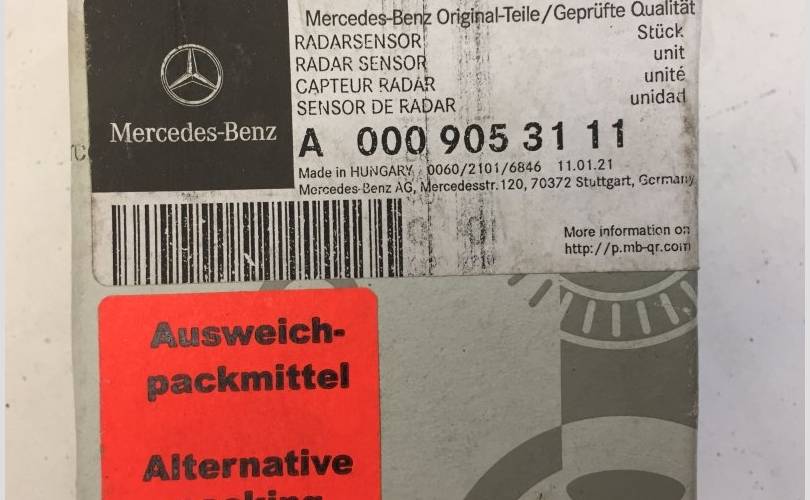 Mercedes-Benz Original-Teile/Geprüfte Qualität
RADARSENSOR Stück
RADAR SENSOR unit
CAPTEUR RADAR unité
SENSOR DE RADAR unidad
Mercedes-Benz
A 000 905 31 11
Made in HUNGARY 0060/2101/6846 11.01.21
Mercedes-Benz AG, Mercedesstr. 120, 70372 Stuttgart, Germany
More information on
http://p.mb-qr.com
Ausweich-
packmittel
Alternative